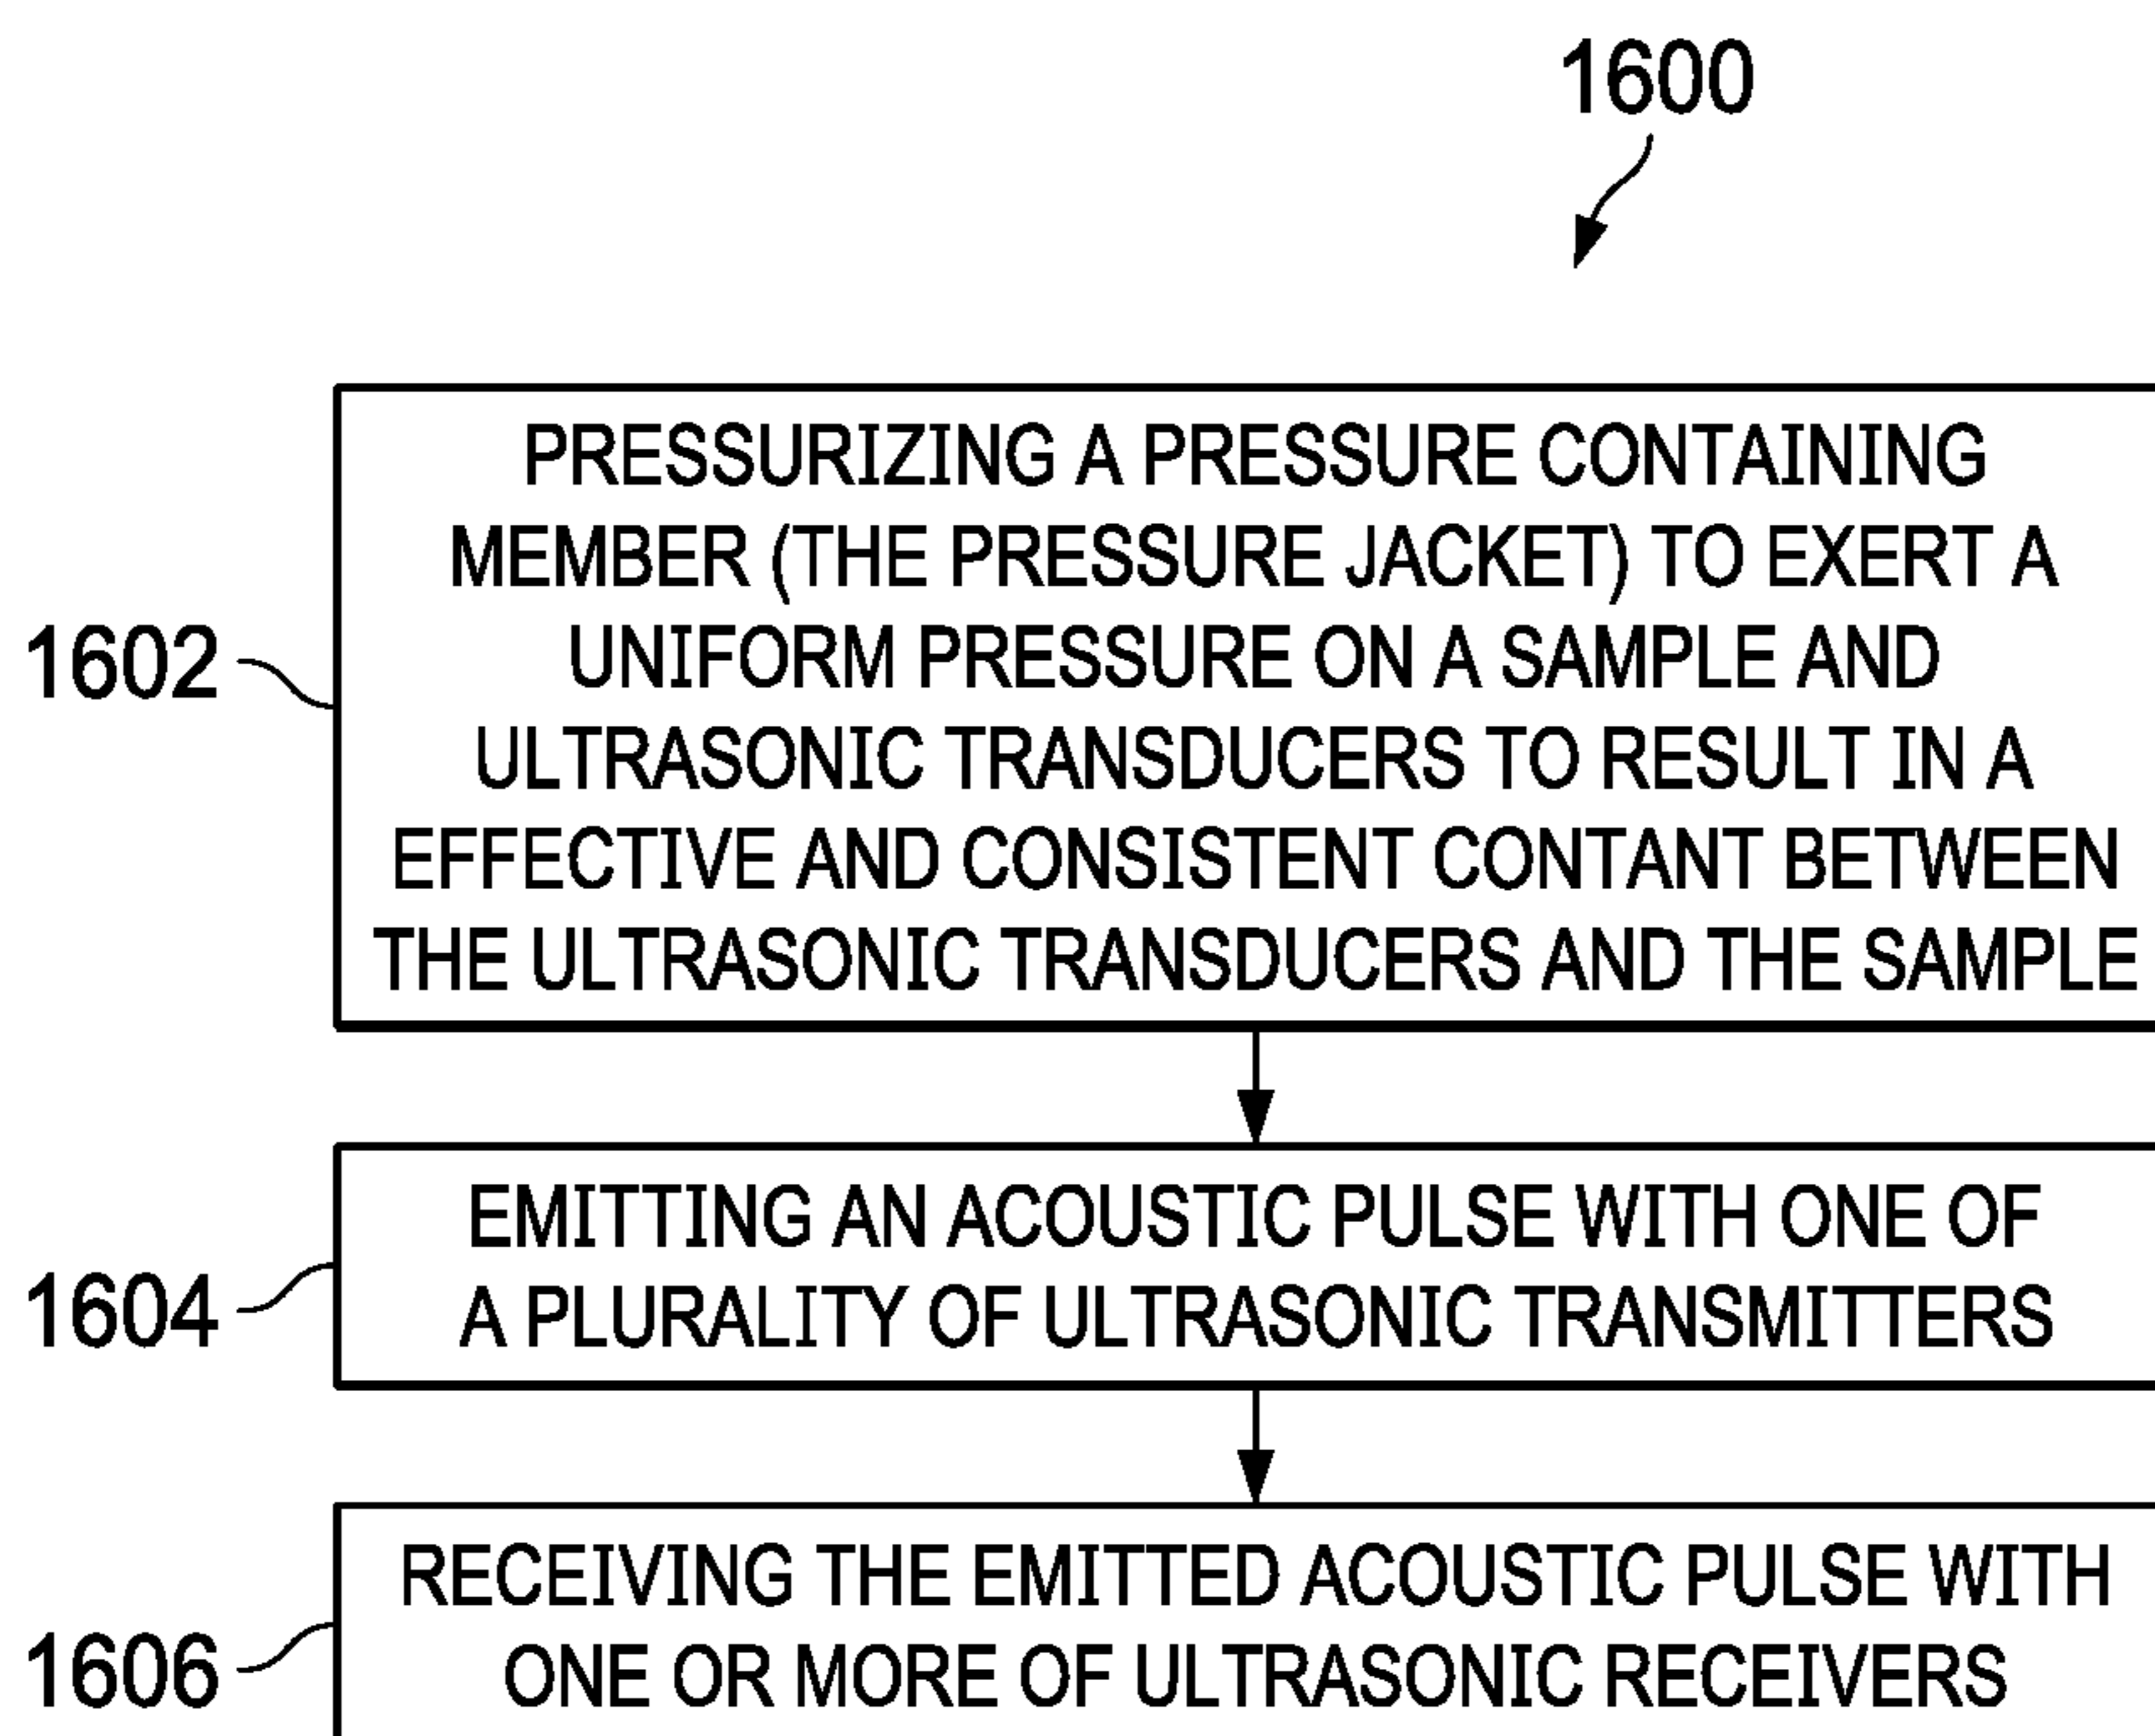 1600
PRESSURIZING A PRESSURE CONTAINING
MEMBER (THE PRESSURE JACKET) TO EXERT A
UNIFORM PRESSURE ON A SAMPLE AND
1602
ULTRASONIC TRANSDUCERS TO RESULT IN A
EFFECTIVE AND CONSISTENT CONTANT BETWEEN
THE ULTRASONIC TRANSDUCERS AND THE SAMPLE
EMITTING AN ACOUSTIC PULSE WITH ONE OF
1604
A PLURALITY OF ULTRASONIC TRANSMITTERS
RECEIVING THE EMITTED ACOUSTIC PULSE WITH
1606
ONE OR MORE OF ULTRASONIC RECEIVERS